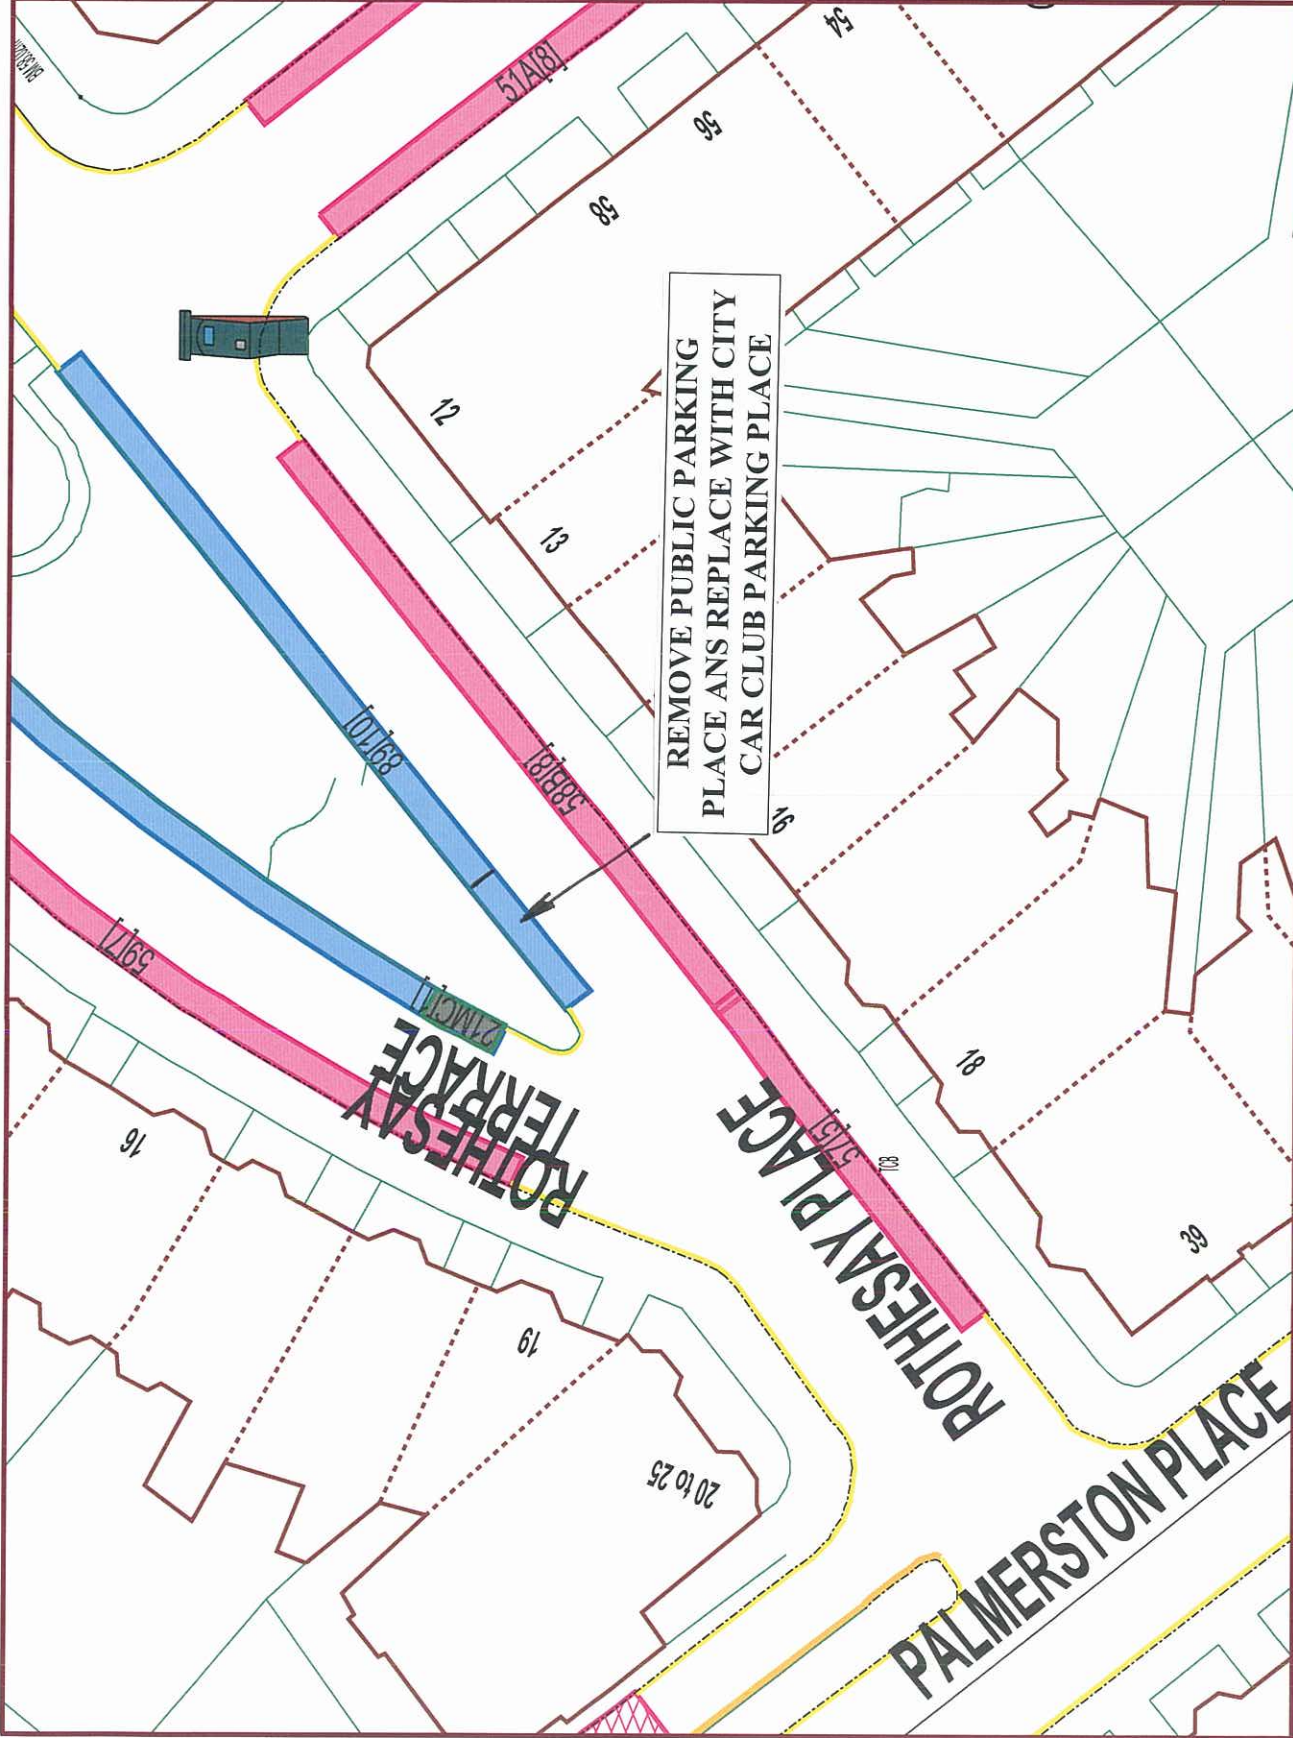 REMOVE PUBLIC PARKING
PLACE ANS REPLACE WITH CITY
CAR CLUB PARKING PLACE
51A[8]
54
56
58
12
13
89[10]
58B[8]
59[7]
21MC[1]
ROTHESAY
TERRACE
16
16
18
ROTHESAY PLACE
57[5]
TCB
39
19
20 to 25
PALMERSTON PLACE